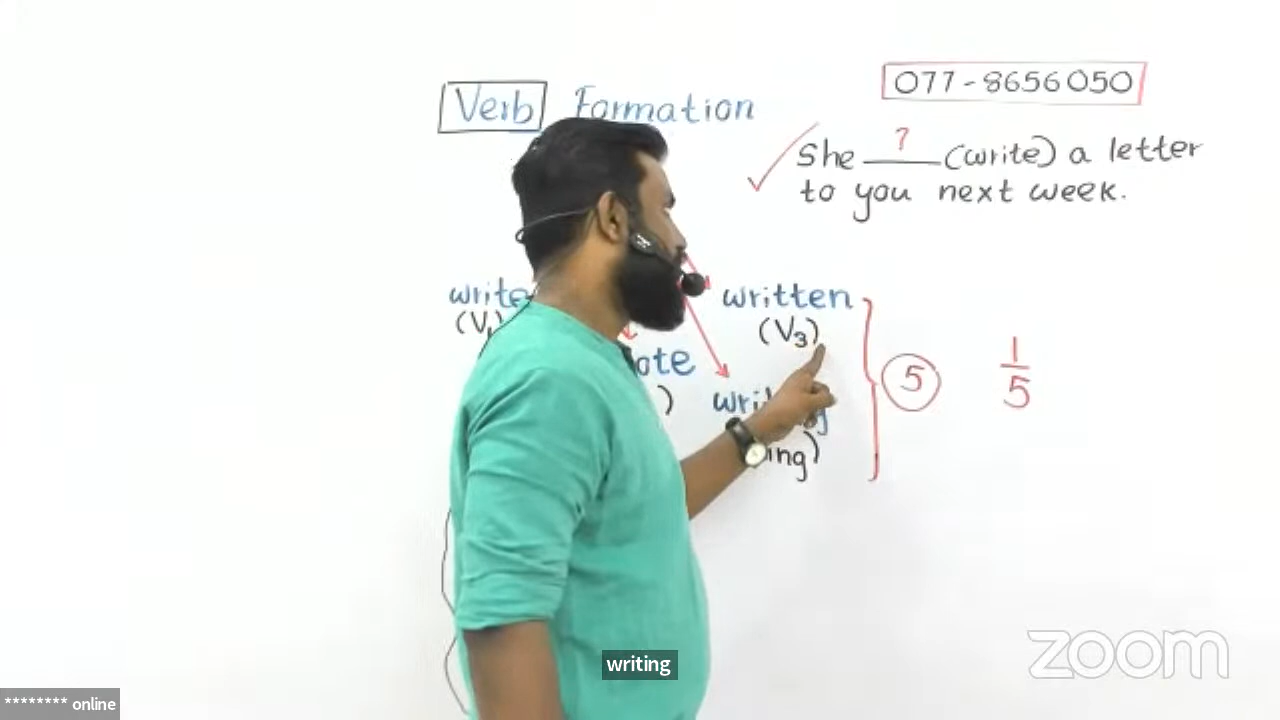 077-8656050
Verb Formation
She ? (write) a letter
to you next week.
write
written
(V1)
(V3)
5
1
5
zoom
writing
******** online